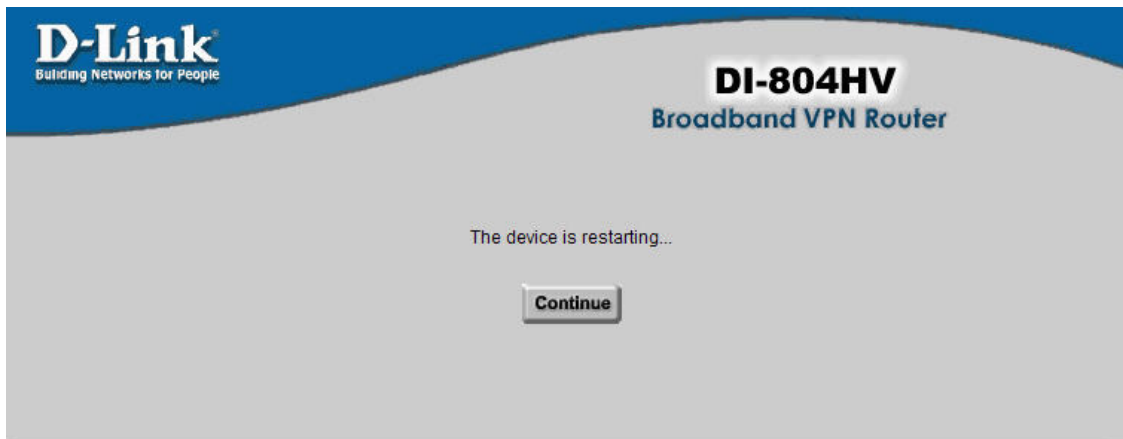 D-Link
Building Networks for People
DI-804HV
Broadband VPN Router
The device is restarting...
Continue